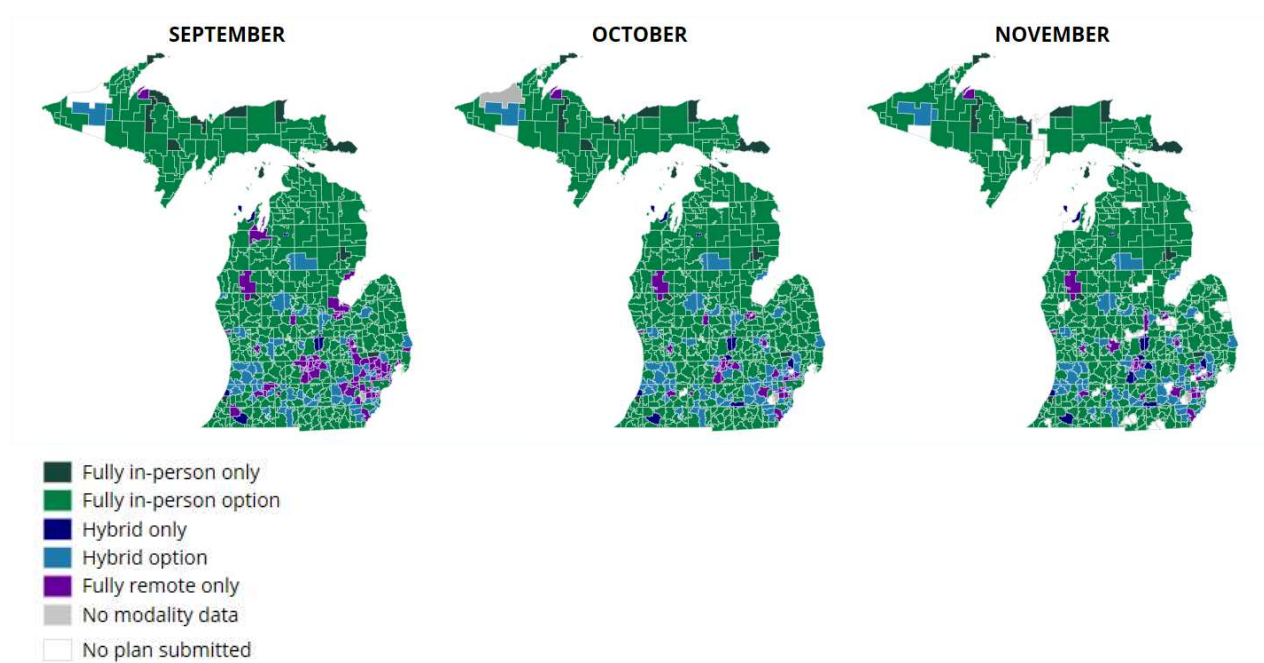 SEPTEMBER
OCTOBER
NOVEMBER
Fully in-person only
Fully in-person option
Hybrid only
Hybrid option
Fully remote only
No modality data
No plan submitted